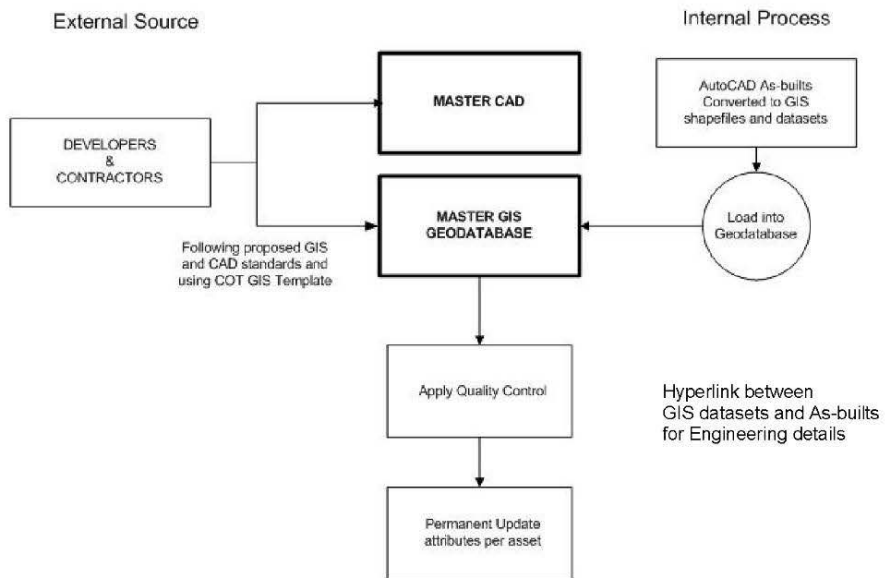 External Source
Internal Process
MASTER CAD
AutoCAD As-builts
Converted to GIS
shapefiles and datasets
DEVELOPERS
&
CONTRACTORS
MASTER GIS
GEODATABASE
Load into
Geodatabase
Following proposed GIS
and CAD standards and
using COT GIS Template
Apply Quality Control
Hyperlink between
GIS datasets and As-builts
for Engineering details
Permanent Update
attributes per asset